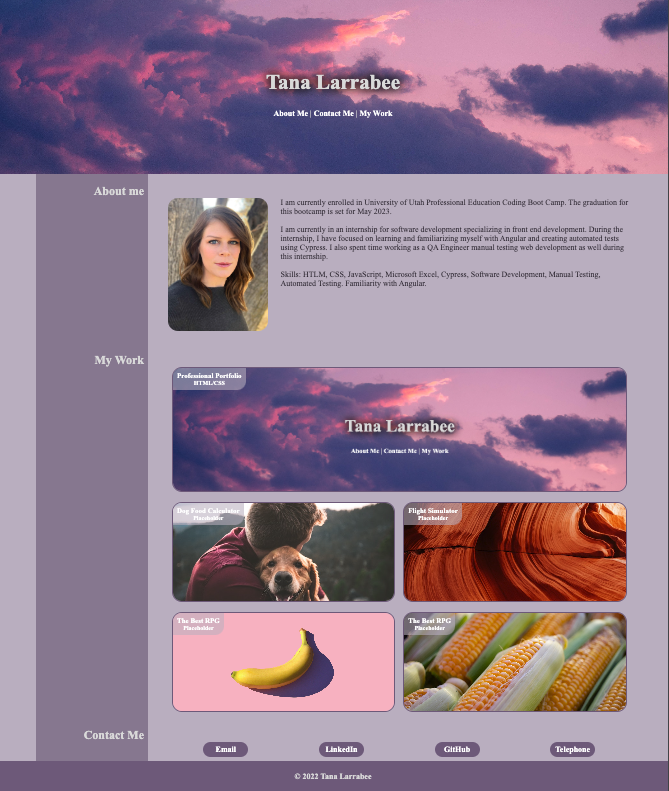 Tana Larrabee
About Me | Contact Me | My Work
About me
I am currently enrolled in University of Utah Professional Education Coding Boot Camp. The graduation for
this bootcamp is set for May 2023.
I am currently in an internship for software development specializing in front end development. During the
internship, I have focused on learning and familiarizing myself with Angular and creating automated tests
using Cypress. I also spent time working as a QA Engineer manual testing web development as well during
this internship.
Skills: HTLM, CSS, JavaScript, Microsoft Excel, Cypress, Software Development, Manual Testing,
Automated Testing. Familiarity with Angular.
My Work
Professional Portfolio
HTML/CSS
Tana Larrabee
About Me | Contact Me | My Work
Dog Food Calculator
Placeholder
Flight Simulator
Placeholder
The Best RPG
Placeholder
The Best RPG
Placeholder
Contact Me
Email
LinkedIn
GitHub
Telephone
© 2022 Tana Larrabee